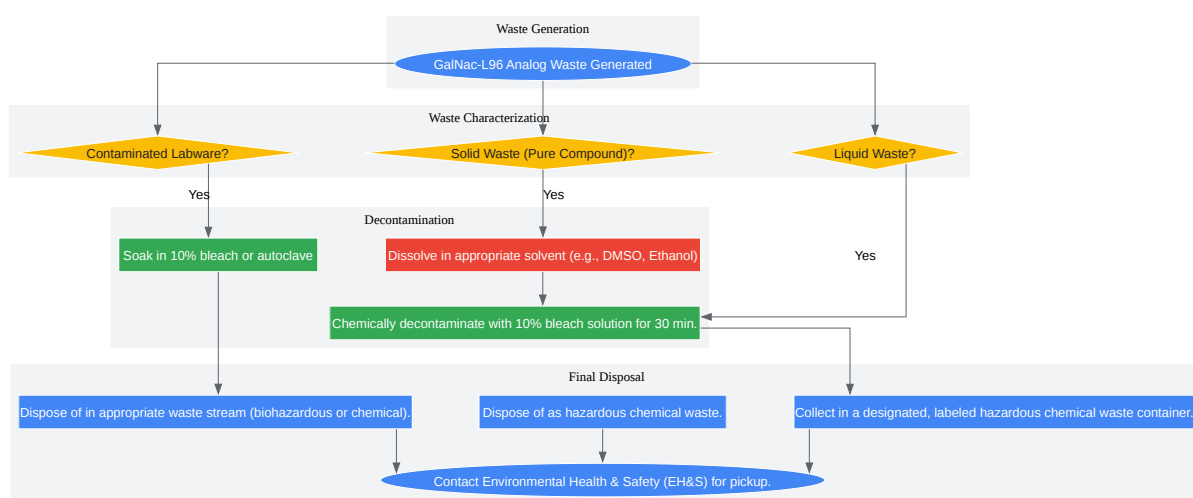 Waste Generation
GalNac-L96 Analog Waste Generated
Waste Characterization
Contaminated Labware?
Solid Waste (Pure Compound)?
Liquid Waste?
Yes
Yes
Decontamination
Soak in 10% bleach or autoclave
Dissolve in appropriate solvent (e.g., DMSO, Ethanol)
Yes
Chemically decontaminate with 10% bleach solution for 30 min.
Final Disposal
Dispose of in appropriate waste stream (biohazardous or chemical).
Dispose of as hazardous chemical waste.
Collect in a designated, labeled hazardous chemical waste container.
Contact Environmental Health & Safety (EH&S) for pickup.